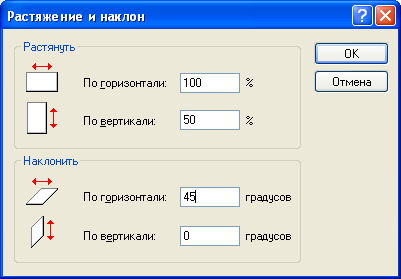 Растяжение и наклон
Растянуть
По горизонтали: 100 %
По вертикали: 50 %
Наклонить
По горизонтали: 45 градусов
По вертикали: 0 градусов
OK
Отмена